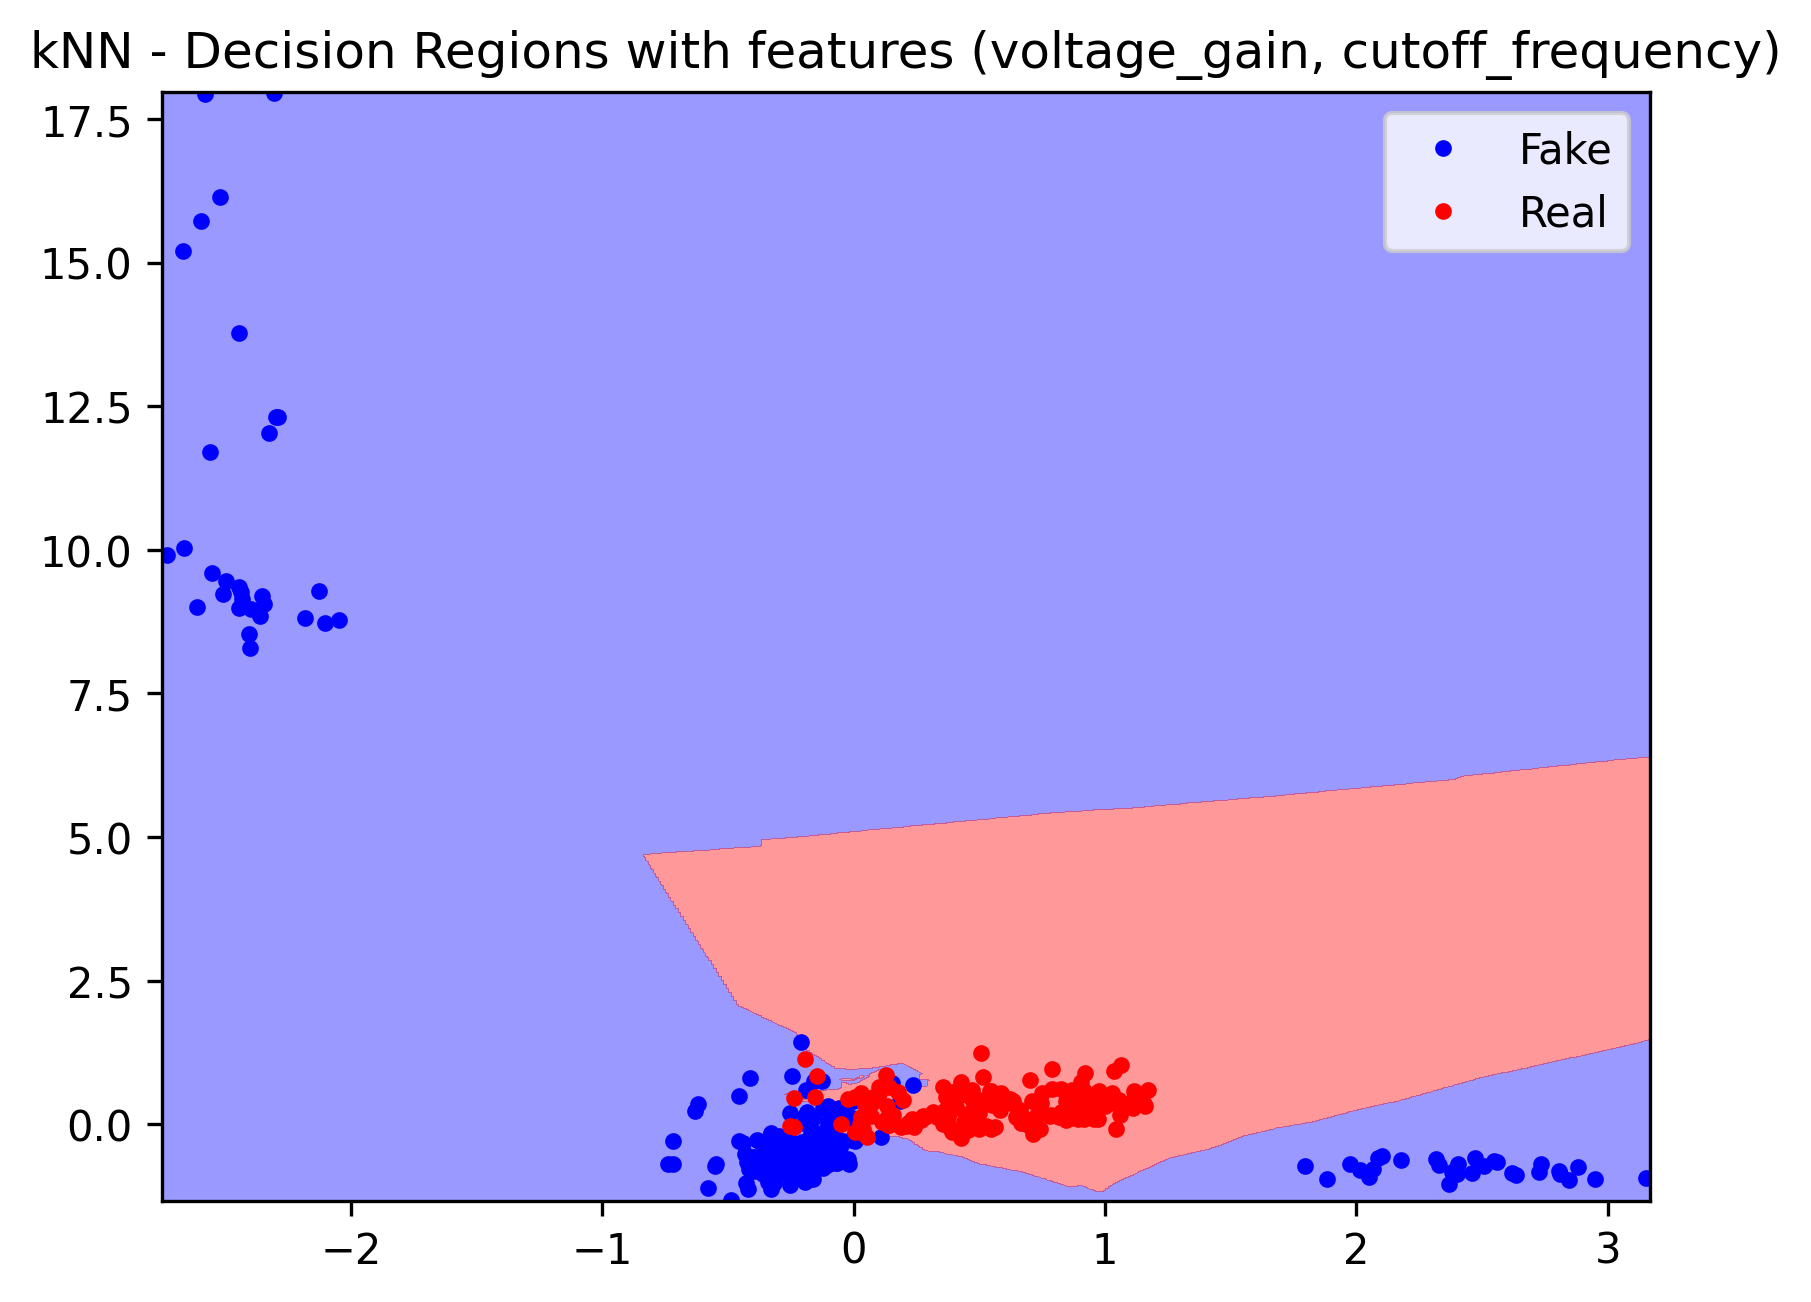 kNN - Decision Regions with features (voltage_gain, cutoff_frequency)
17.5
15.0
12.5
10.0
7.5
5.0
2.5
0.0
Fake
Real
−2 −1 0 1 2 3